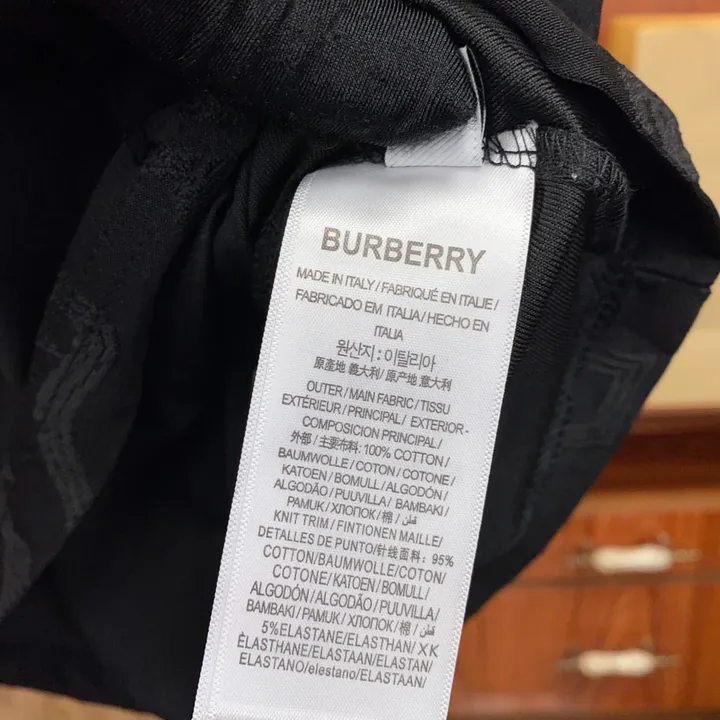 BURBERRY
MADE IN ITALY/FABRIQUÉ EN ITALIE/
FABRICADO EM ITALIA/HECHO EN
ITALIA
원산지:이탈리아
原產地 義大利/原产地 意大利
OUTER/MAIN FABRIC/TISSU
EXTÉRIEUR/PRINCIPAL/ EXTERIOR-
COMPOSICION PRINCIPAL/
外部/主要布料: 100% COTTON/
BAUMWOLLE/COTON/COTONE/
KATOEN/BOMULL/ALGODÓN/
ALGODÃO/PUUVILLA/ BAMBAKI/
PAMUK/ХЛОПОК/棉/قطن
KNIT TRIM/FINTIONEN MAILLE/
DETALLES DE PUNTO/针线面料: 95%
COTTON/BAUMWOLLE/COTON/
COTONE/KATOEN/BOMULL/
ALGODÓN/ALGODÃO/PUUVILLA/
BAMBAKI/PAMUK/ХЛОПОК/棉/قطن
5%ELASTANE/ELASTHAN/XK
ÉLASTHANE/ELASTAAN/ELASTAN/
ELASTANO/elestano/ELASTAAN/